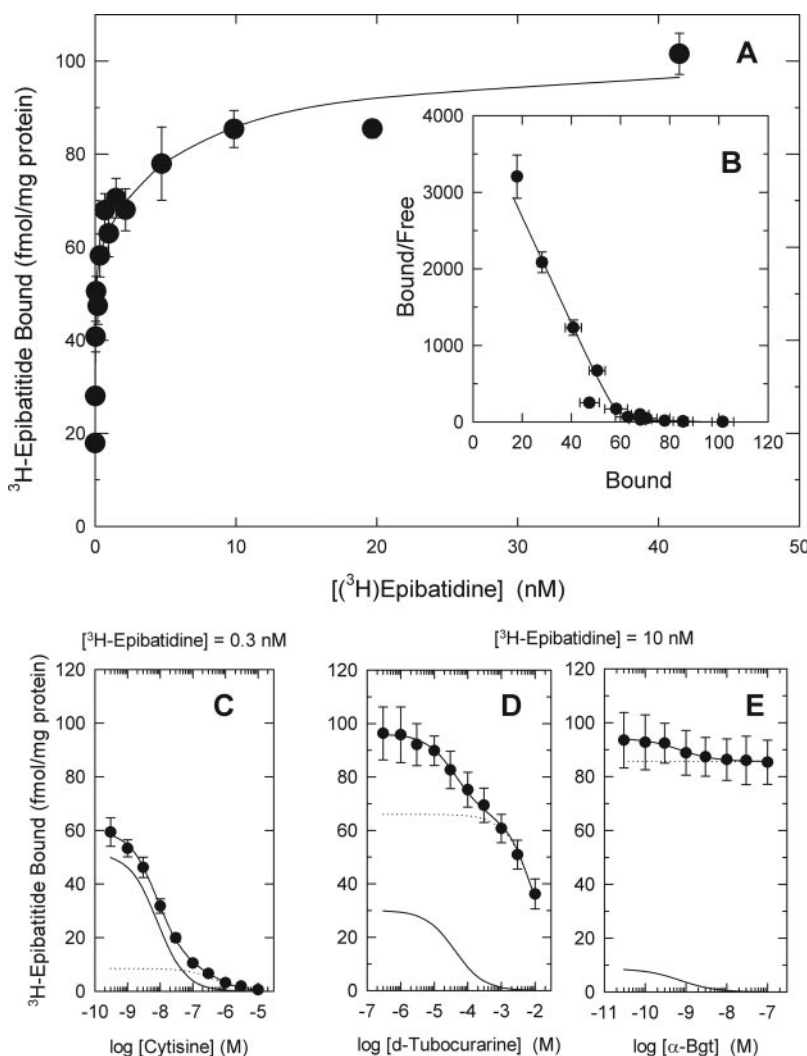 A
100
80
60
40
20
0
³H-Epibatitide Bound (fmol/mg protein)
0 10 20 30 40 50
[(³H)Epibatidine] (nM)
B
4000
3000
2000
1000
0
Bound/Free
0 20 40 60 80 100 120
Bound
[³H-Epibatidine] = 0.3 nM
[³H-Epibatidine] = 10 nM
³H-Epibatitide Bound (fmol/mg protein)
C
120
100
80
60
40
20
0
-10 -9 -8 -7 -6 -5 -4
log [Cytisine] (M)
D
120
100
80
60
40
20
0
-7 -6 -5 -4 -3 -2
log [d-Tubocurarine] (M)
E
120
100
80
60
40
20
0
-11 -10 -9 -8 -7
log [α-Bgt] (M)